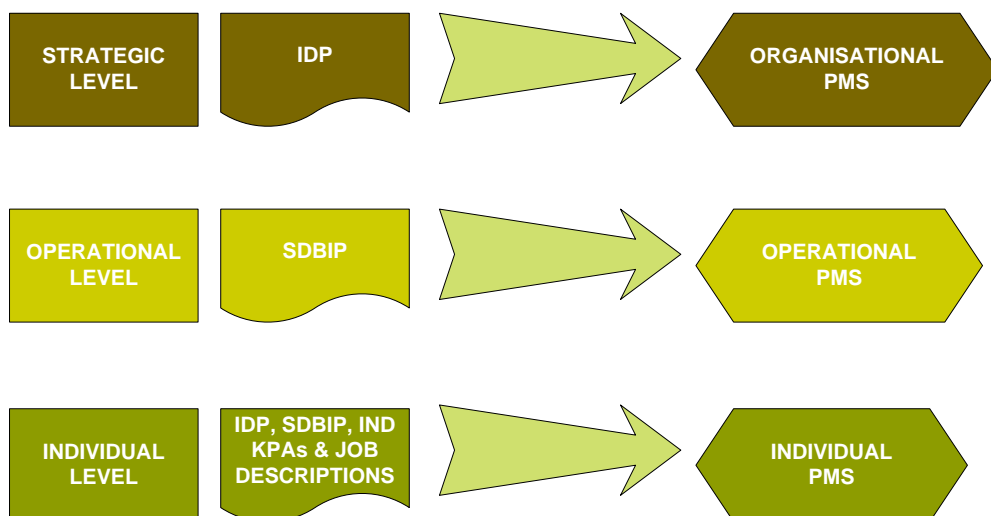 STRATEGIC
LEVEL
IDP
ORGANISATIONAL
PMS
OPERATIONAL
LEVEL
SDBIP
OPERATIONAL
PMS
INDIVIDUAL
LEVEL
IDP, SDBIP, IND
KPAs & JOB
DESCRIPTIONS
INDIVIDUAL
PMS